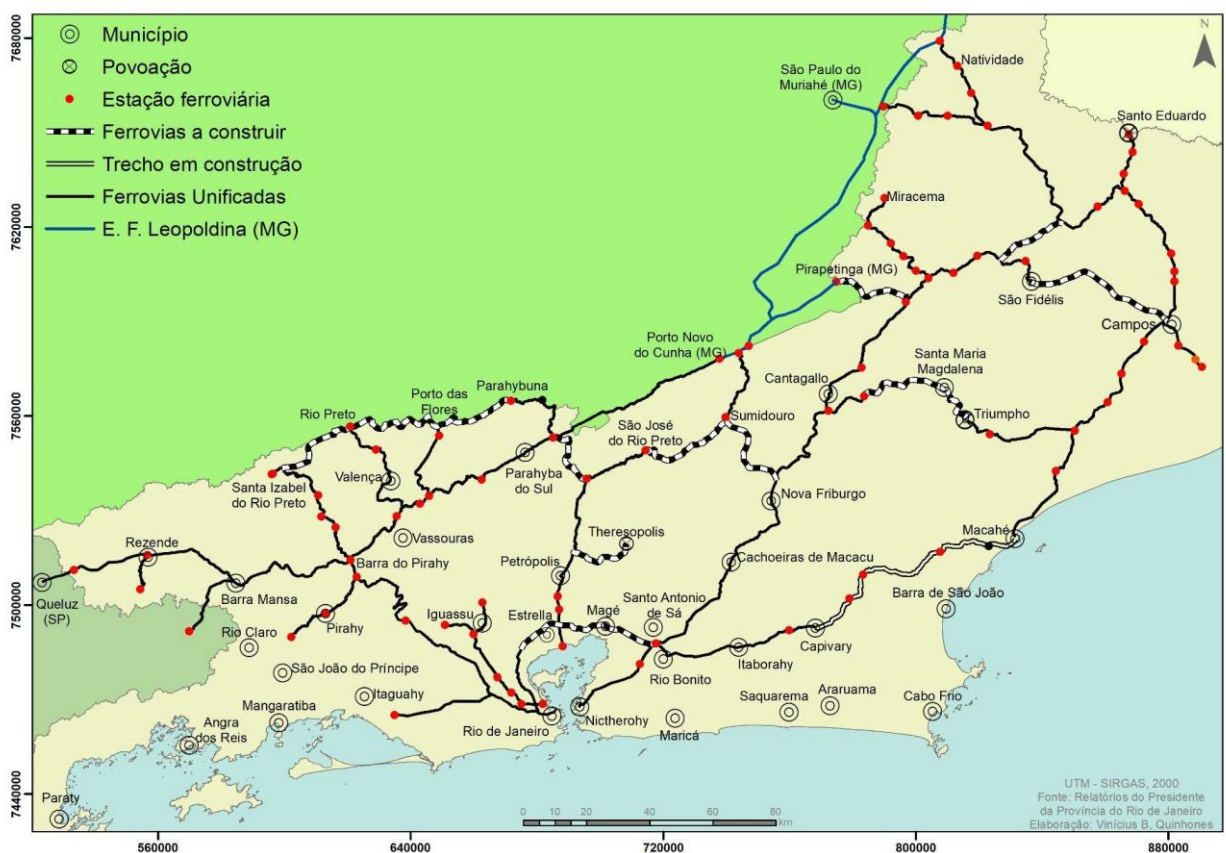 Município
Povoação
Estação ferroviária
Ferrovias a construir
Trecho em construção
Ferrovias Unificadas
E. F. Leopoldina (MG)
N
7680000
7620000
7560000
7500000
7440000
São Paulo do
Muriahé (MG)
Natividade
Santo Eduardo
Miracema
Pirapetinga (MG)
São Fidélis
Campos
Porto Novo
do Cunha (MG)
Santa Maria
Magdalena
Cantagallo
Triumpho
Parahybuna
Porto das
Flores
Rio Preto
Sumidouro
São José
do Rio Preto
Parahyba
do Sul
Valença
Santa Izabel
do Rio Preto
Nova Friburgo
Vassouras
Theresopolis
Macahé
Rezende
Barra do Pirahy
Petrópolis
Cachoeiras de Macacu
Queluz
(SP)
Barra Mansa
Iguassu
Estrella
Magé
Santo Antonio
de Sá
Barra de São João
Pirahy
Rio Claro
Capivary
Itaborahy
Rio Bonito
São João do Príncipe
Itaguahy
Mangaratiba
Saquarema
Araruama
Cabo Frio
Angra
dos Reis
Rio de Janeiro
Nictherohy
Maricá
Paraty
UTM - SIRGAS, 2000
Fonte: Relatórios do Presidente
da Província do Rio de Janeiro
Elaboração: Vinícius B, Quinhones
0 10 20 40 60 80
km
560000
640000
720000
800000
880000